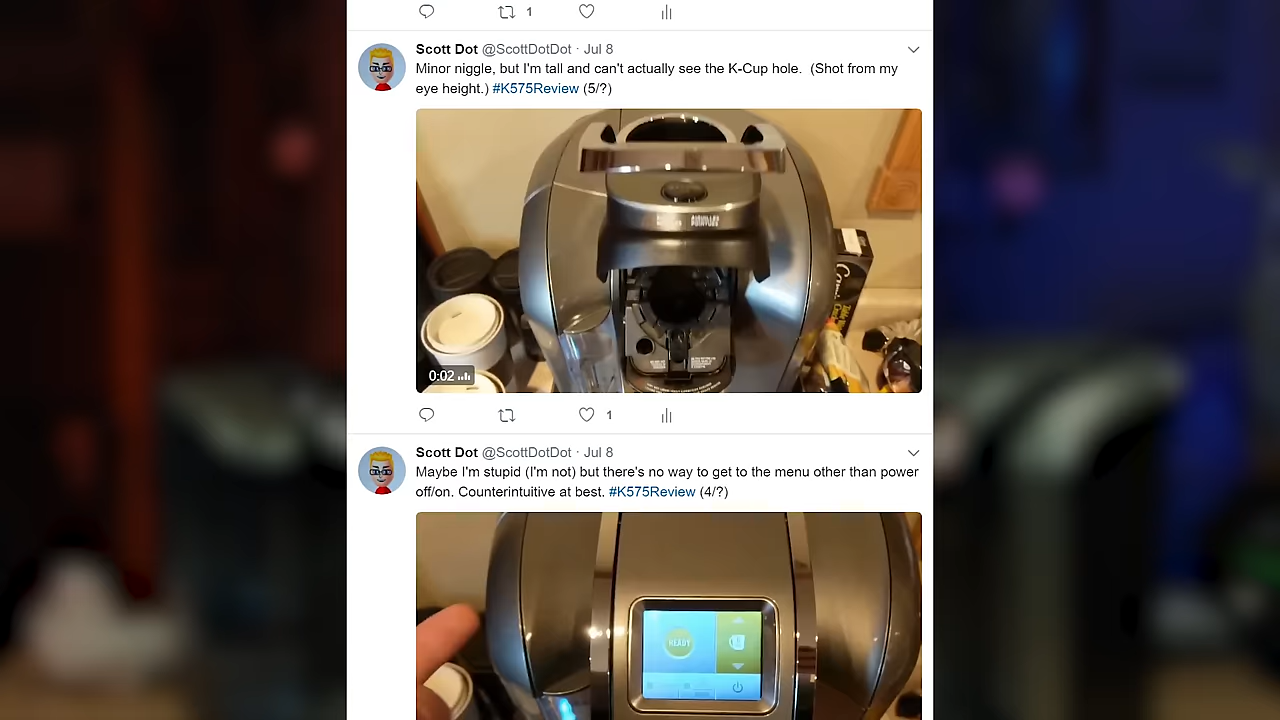 1
Scott Dot @ScottDotDot · Jul 8
Minor niggle, but I'm tall and can't actually see the K-Cup hole. (Shot from my
eye height.) #K575Review (5/?)
0:02
1
Scott Dot @ScottDotDot · Jul 8
Maybe I'm stupid (I'm not) but there's no way to get to the menu other than power
off/on. Counterintuitive at best. #K575Review (4/?)
READY